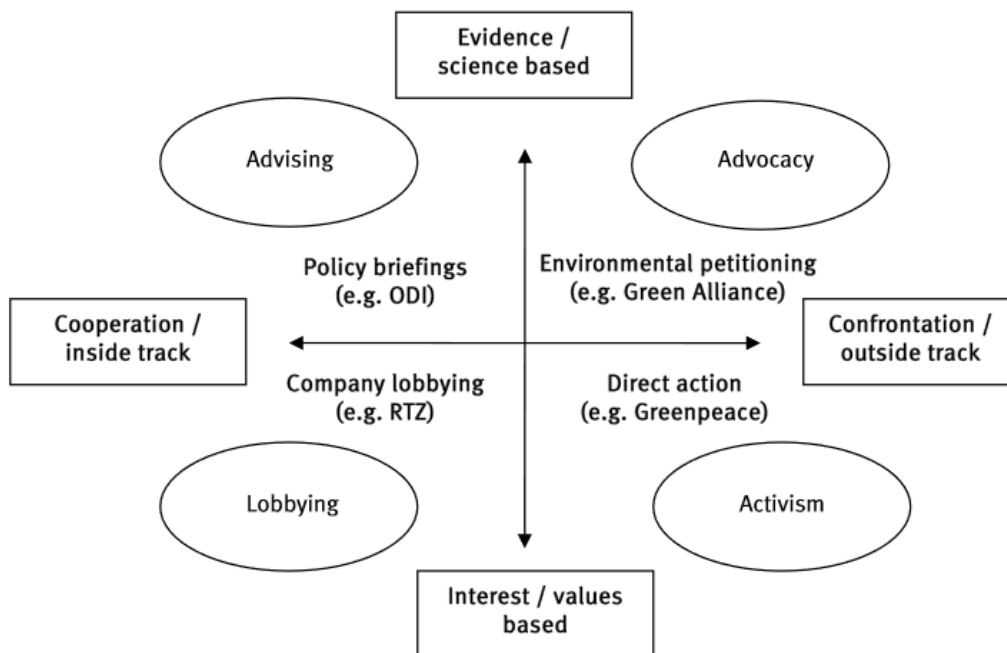 Evidence /
science based
Advising
Advocacy
Policy briefings
(e.g. ODI)
Environmental petitioning
(e.g. Green Alliance)
Cooperation /
inside track
Confrontation /
outside track
Company lobbying
(e.g. RTZ)
Direct action
(e.g. Greenpeace)
Lobbying
Activism
Interest / values
based